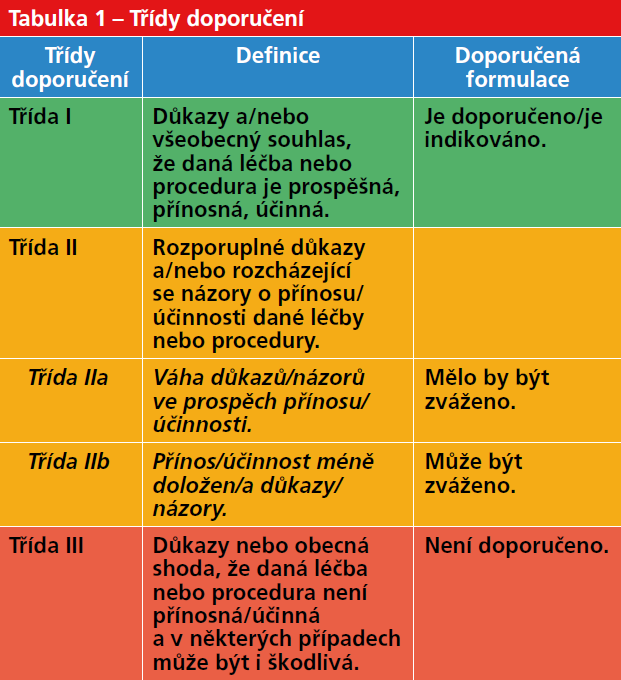 Tabulka 1 – Třídy doporučení
Třídy
doporučení
Definice
Doporučená
formulace
Třída I
Důkazy a/nebo
všeobecný souhlas,
že daná léčba nebo
procedura je prospěšná,
přínosná, účinná.
Je doporučeno/je
indikováno.
Třída II
Rozporuplné důkazy
a/nebo rozcházející
se názory o přínosu/
účinnosti dané léčby
nebo procedury.
Třída IIa
Váha důkazů/názorů
ve prospěch přínosu/
účinnosti.
Mělo by být
zváženo.
Třída IIb
Přínos/účinnost méně
doložen/a důkazy/
názory.
Může být
zváženo.
Třída III
Důkazy nebo obecná
shoda, že daná léčba
nebo procedura není
přínosná/účinná
a v některých případech
může být i škodlivá.
Není doporučeno.